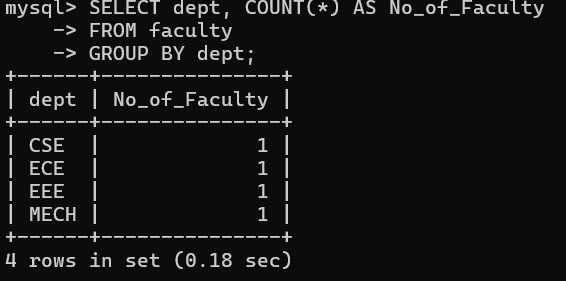 mysql> SELECT dept, COUNT(*) AS No_of_Faculty
    -> FROM faculty
    -> GROUP BY dept;
+------+---------------+
| dept | No_of_Faculty |
+------+---------------+
| CSE  |             1 |
| ECE  |             1 |
| EEE  |             1 |
| MECH |             1 |
+------+---------------+
4 rows in set (0.18 sec)